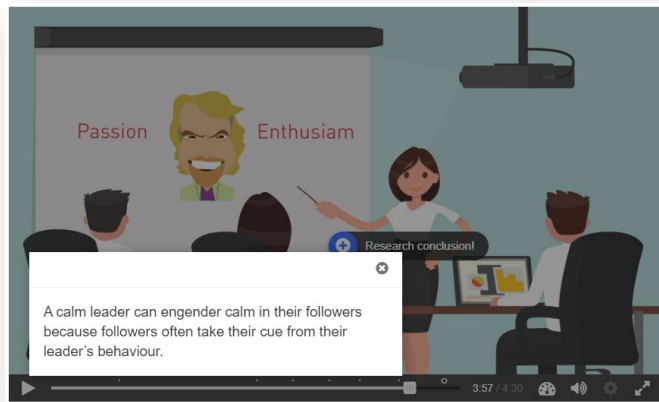 Passion
Enthusiam
Research conclusion!
A calm leader can engender calm in their followers
because followers often take their cue from their
leader's behaviour.
3:57 / 4:30